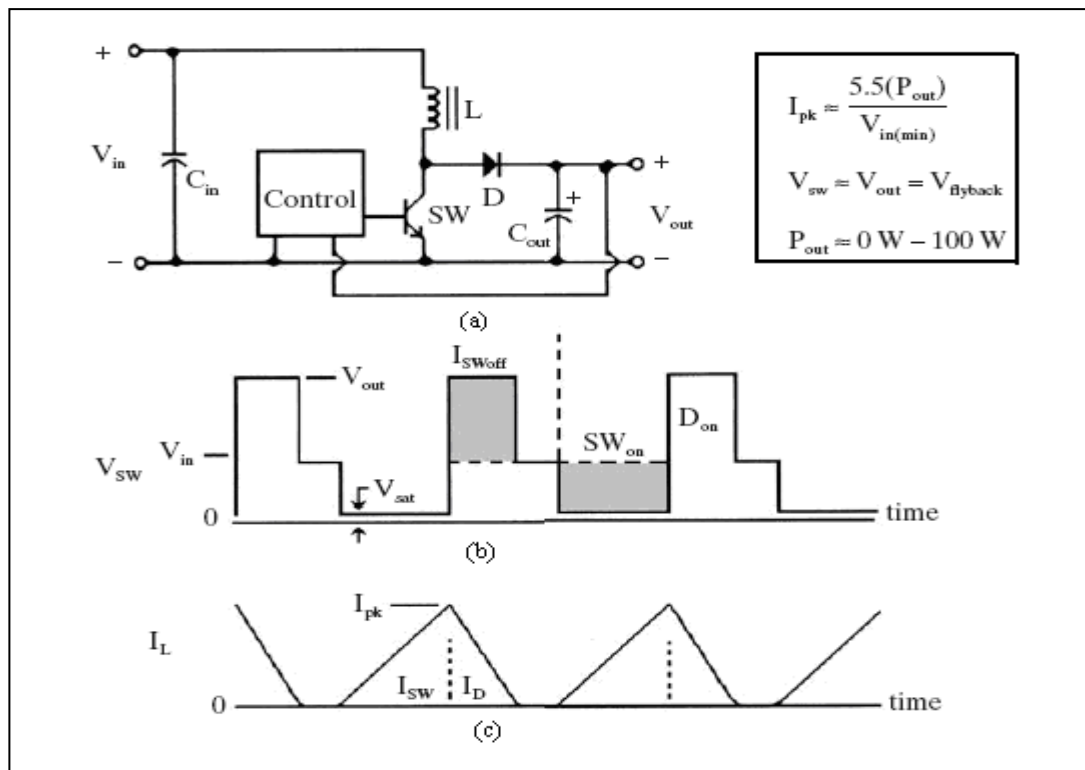 +
L
V_in
C_in
Control
SW
D
+
C_out
+
V_out
−
−
(a)
I_pk ≈ 5.5(P_out) / V_in(min)
V_sw ≈ V_out = V_flyback
P_out ≈ 0 W – 100 W
I_SWoff
V_out
V_in
V_SW
SW_on
D_on
V_sat
0
time
(b)
I_pk
I_L
I_SW
I_D
0
time
(c)